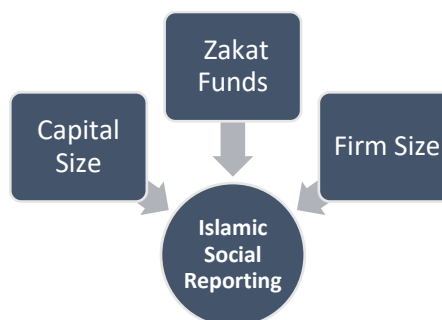 Zakat
Funds
Capital
Size
Firm Size
Islamic
Social
Reporting